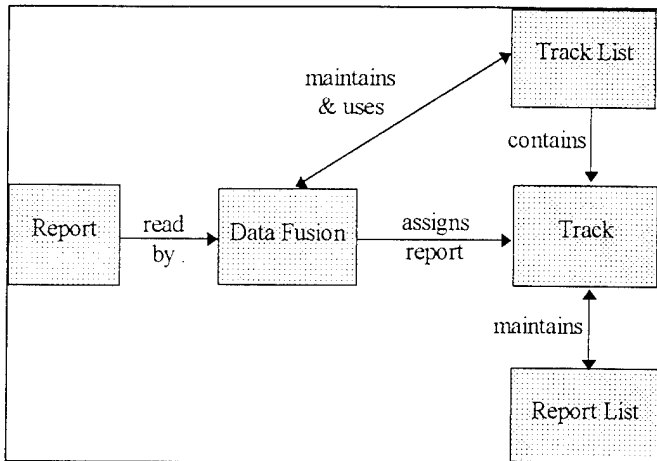 Track List
maintains
& uses
contains
Report
read
by
Data Fusion
assigns
report
Track
maintains
Report List